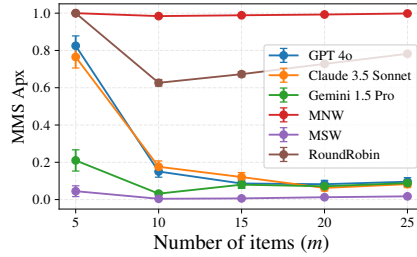 1.0
0.8
0.6
0.4
0.2
0.0
MMS Apx
GPT 4o
Claude 3.5 Sonnet
Gemini 1.5 Pro
MNW
MSW
RoundRobin
5
10
15
20
25
Number of items (m)